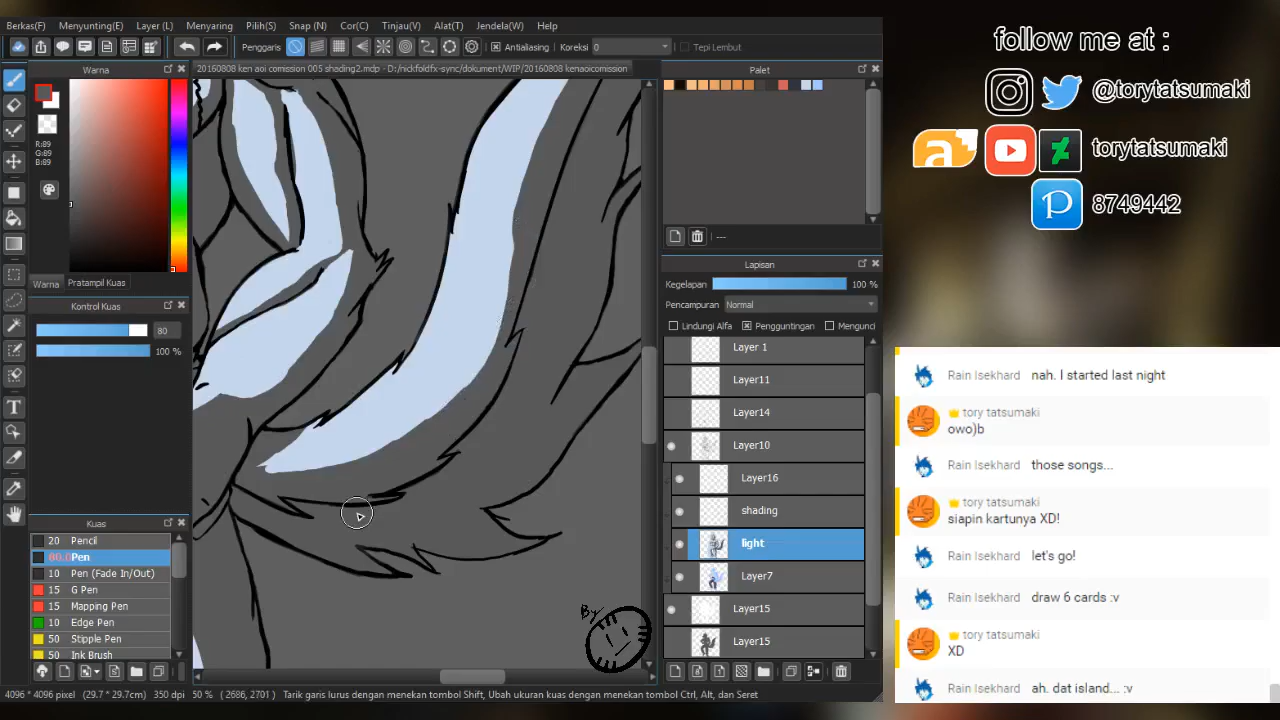 Berkas(F) Menyunting(E) Layer (L) Menyaring Pilih(S) Snap (N) Cor(C) Tinjau(V) Alat(T) Jendela(W) Help
Penggaris Antialiasing Koreksi 0 Tepi Lembut
Warna
20160808 ken aoi comission 005 shading2.mdp - D:/nickfoldfx-sync/dokument/WIP/20160808 kenaoicomission
Palet
R:89
G:89
B:89
Warna Pratampil Kuas
Kontrol Kuas
80
100 %
Kuas
20 Pencil
80.0 Pen
10 Pen (Fade In/Out)
15 G Pen
15 Mapping Pen
10 Edge Pen
50 Stipple Pen
50 Ink Brush
By
---
Lapisan
Kegelapan 100 %
Pencampuran Normal
Lindungi Alfa Pengguntingan Mengunci
Layer 1
Layer11
Layer14
Layer10
Layer16
shading
light
Layer7
Layer15
Layer15
4096 * 4096 pixel (29.7 * 29.7cm) 350 dpi 50 % (2686, 2701) Tarik garis lurus dengan menekan tombol Shift, Ubah ukuran kuas dengan menekan tombol Ctrl, Alt, dan Seret
follow me at :
@torytatsumaki
a torytatsumaki
P 8749442
Rain Isekhard nah. I started last night
tory tatsumaki
owo)b
Rain Isekhard those songs...
tory tatsumaki
siapin kartunya XD!
Rain Isekhard let's go!
Rain Isekhard draw 6 cards :v
tory tatsumaki
XD
Rain Isekhard ah. dat island... :v